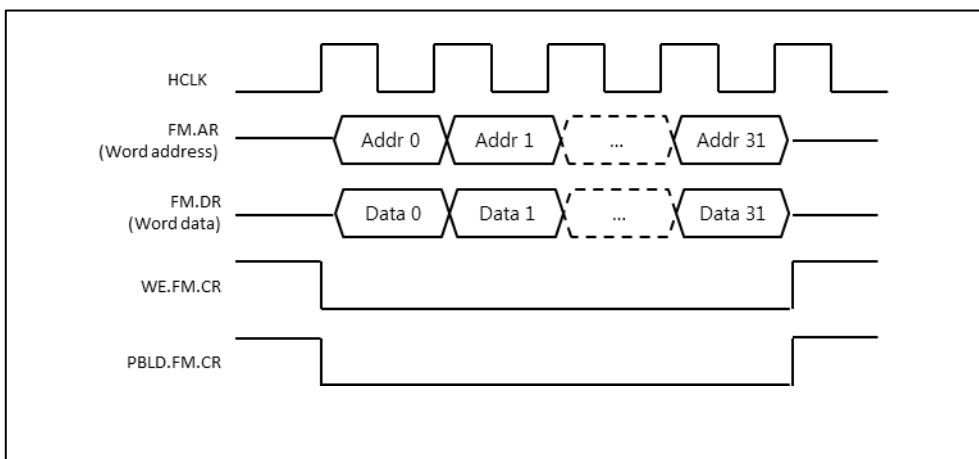 HCLK
FM.AR
(Word address)
Addr 0
Addr 1
...
Addr 31
FM.DR
(Word data)
Data 0
Data 1
...
Data 31
WE.FM.CR
PBLD.FM.CR